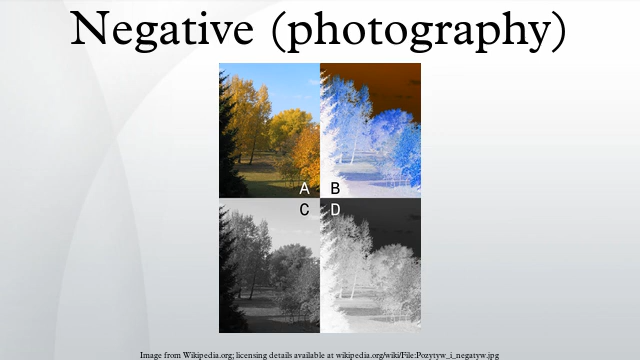 Negative (photography)
A B
C D
Image from Wikipedia.org; licensing details available at wikipedia.org/wiki/File:Pozytyw_i_negatyw.jpg